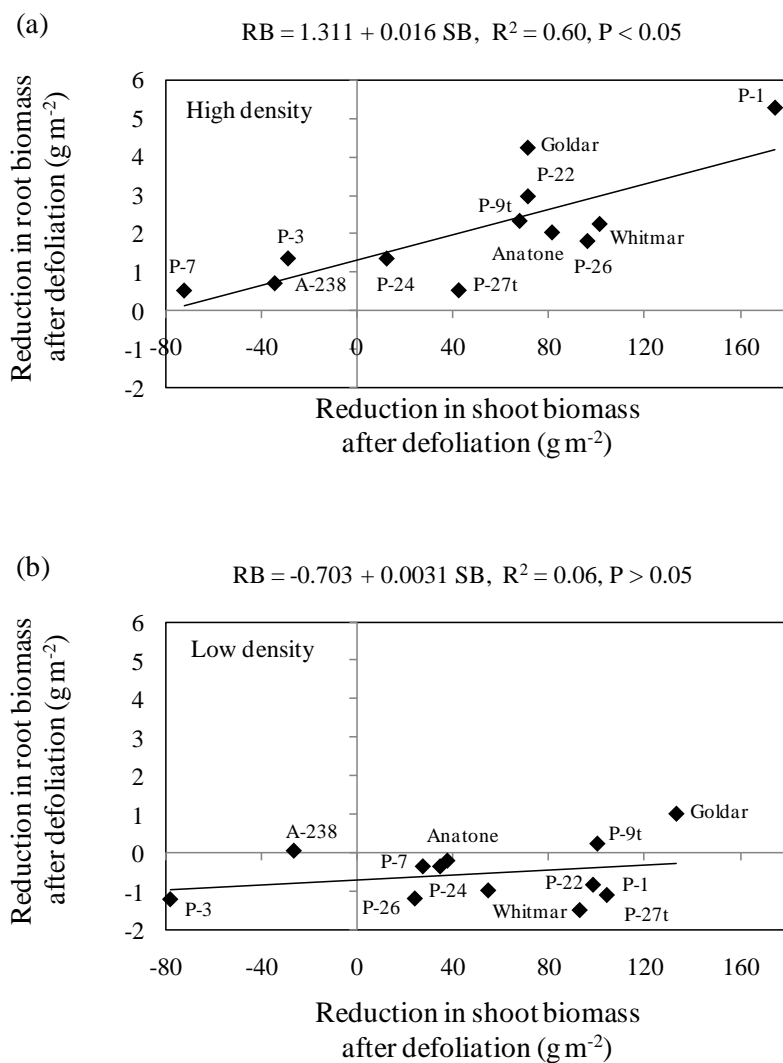 (a)
RB = 1.311 + 0.016 SB, R² = 0.60, P < 0.05
Reduction in root biomass
after defoliation (g m⁻²)
6
5
4
3
2
1
0
-1
-2
High density
P-1
Goldar
P-22
P-9t
P-3
Anatone
Whitmar
P-7
A-238
P-24
P-27t
P-26
-80
-40
0
40
80
120
160
Reduction in shoot biomass
after defoliation (g m⁻²)
(b)
RB = -0.703 + 0.0031 SB, R² = 0.06, P > 0.05
Reduction in root biomass
after defoliation (g m⁻²)
6
5
4
3
2
1
0
-1
-2
Low density
Goldar
A-238
Anatone
P-9t
P-7
P-24
P-22
P-1
P-3
P-26
Whitmar
P-27t
-80
-40
0
40
80
120
160
Reduction in shoot biomass
after defoliation (g m⁻²)